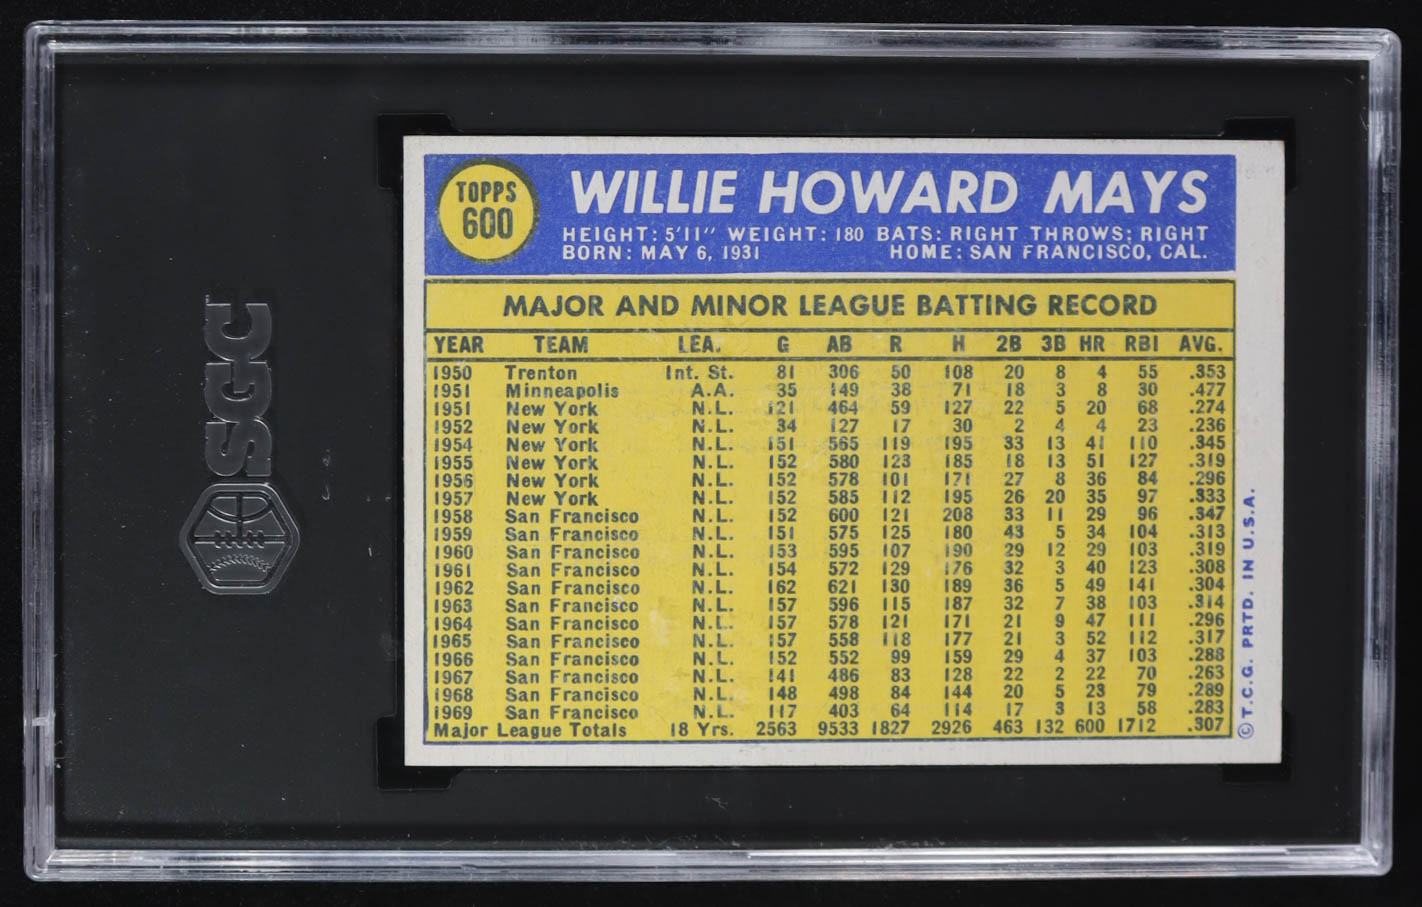 SGC
TOPPS
600
WILLIE HOWARD MAYS
HEIGHT: 5'11" WEIGHT: 180 BATS: RIGHT THROWS: RIGHT
BORN: MAY 6, 1931 HOME: SAN FRANCISCO, CAL.
MAJOR AND MINOR LEAGUE BATTING RECORD
YEAR TEAM LEA. G AB R H 2B 3B HR RBI AVG.
1950 Trenton Int. St. 81 306 50 108 20 8 4 55 .353
1951 Minneapolis A.A. 35 149 38 71 18 3 8 30 .477
1951 New York N.L. 121 464 59 127 22 5 20 68 .274
1952 New York N.L. 34 127 17 30 2 4 4 23 .236
1954 New York N.L. 151 565 119 195 33 13 41 110 .345
1955 New York N.L. 152 580 123 185 18 13 51 127 .319
1956 New York N.L. 152 578 101 171 27 8 36 84 .296
1957 New York N.L. 152 585 112 195 26 20 35 97 .333
1958 San Francisco N.L. 152 600 121 208 33 11 29 96 .347
1959 San Francisco N.L. 151 575 125 180 43 5 34 104 .313
1960 San Francisco N.L. 153 595 107 190 29 12 29 103 .319
1961 San Francisco N.L. 154 572 129 176 32 3 40 123 .308
1962 San Francisco N.L. 162 621 130 189 36 5 49 141 .304
1963 San Francisco N.L. 157 596 115 187 32 7 38 103 .314
1964 San Francisco N.L. 157 578 121 171 21 9 47 111 .296
1965 San Francisco N.L. 157 558 118 177 21 3 52 112 .317
1966 San Francisco N.L. 152 552 99 159 29 4 37 103 .288
1967 San Francisco N.L. 141 486 83 128 22 2 22 70 .263
1968 San Francisco N.L. 148 498 84 144 20 5 23 79 .289
1969 San Francisco N.L. 117 403 64 114 17 3 13 58 .283
Major League Totals 18 Yrs. 2563 9533 1827 2926 463 132 600 1712 .307
© T.C.G. PRTD. IN U.S.A.